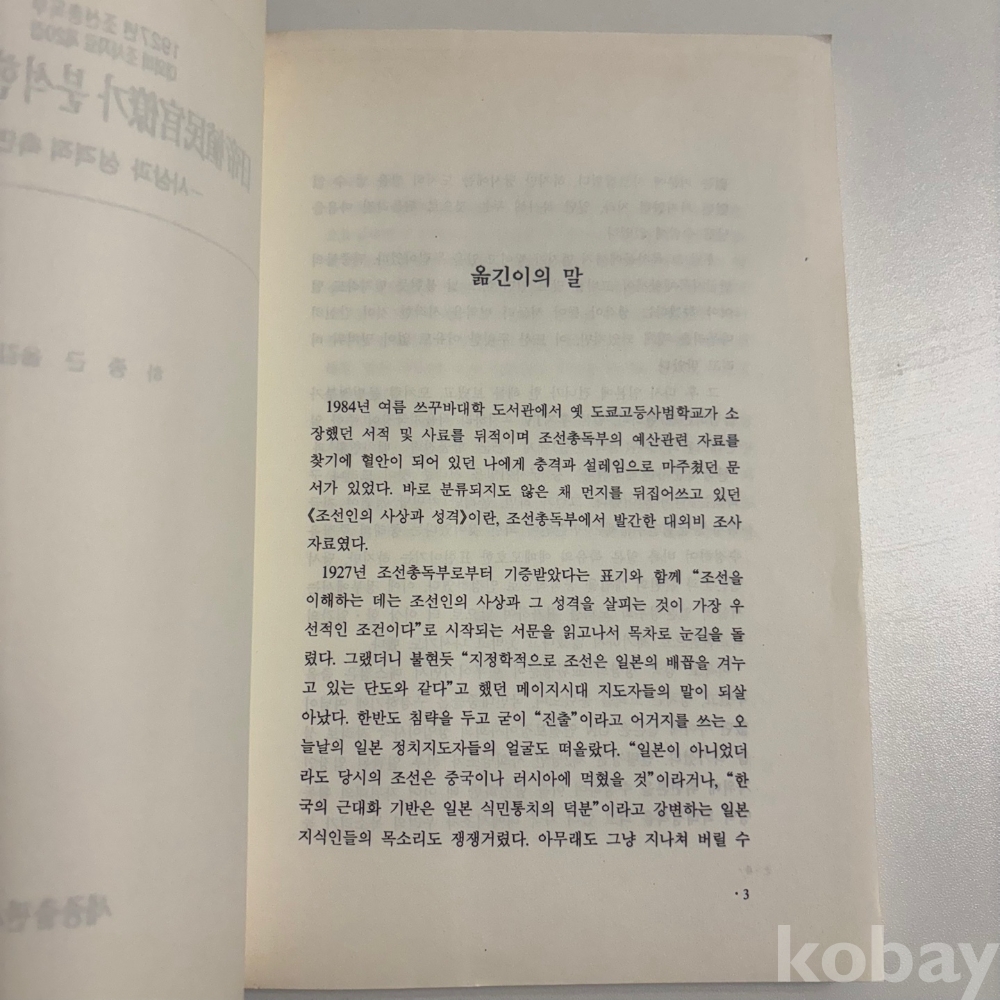 옮긴이의 말
1984년 여름 쓰꾸바대학 도서관에서 옛 도쿄고등사범학교가 소
장했던 서적 및 사료를 뒤적이며 조선총독부의 예산관련 자료를
찾기에 혈안이 되어 있던 나에게 충격과 설레임으로 마주쳤던 문
서가 있었다. 바로 분류되지도 않은 채 먼지를 뒤집어쓰고 있던
《조선인의 사상과 성격》이란, 조선총독부에서 발간한 대외비 조사
자료였다.
1927년 조선총독부로부터 기증받았다는 표기와 함께 “조선을
이해하는 데는 조선인의 사상과 그 성격을 살피는 것이 가장 우
선적인 조건이다”로 시작되는 서문을 읽고나서 목차로 눈길을 돌
렸다. 그랬더니 불현듯 “지정학적으로 조선은 일본의 배꼽을 겨누
고 있는 단도와 같다”고 했던 메이지시대 지도자들의 말이 되살
아났다. 한반도 침략을 두고 굳이 “진출”이라고 어거지를 쓰는 오
늘날의 일본 정치지도자들의 얼굴도 떠올랐다. “일본이 아니었더
라도 당시의 조선은 중국이나 러시아에 먹혔을 것”이라거나, “한
국의 근대화 기반은 일본 식민통치의 덕분”이라고 강변하는 일본
지식인들의 목소리도 쟁쟁거렸다. 아무래도 그냥 지나쳐 버릴 수
· 3
kobay